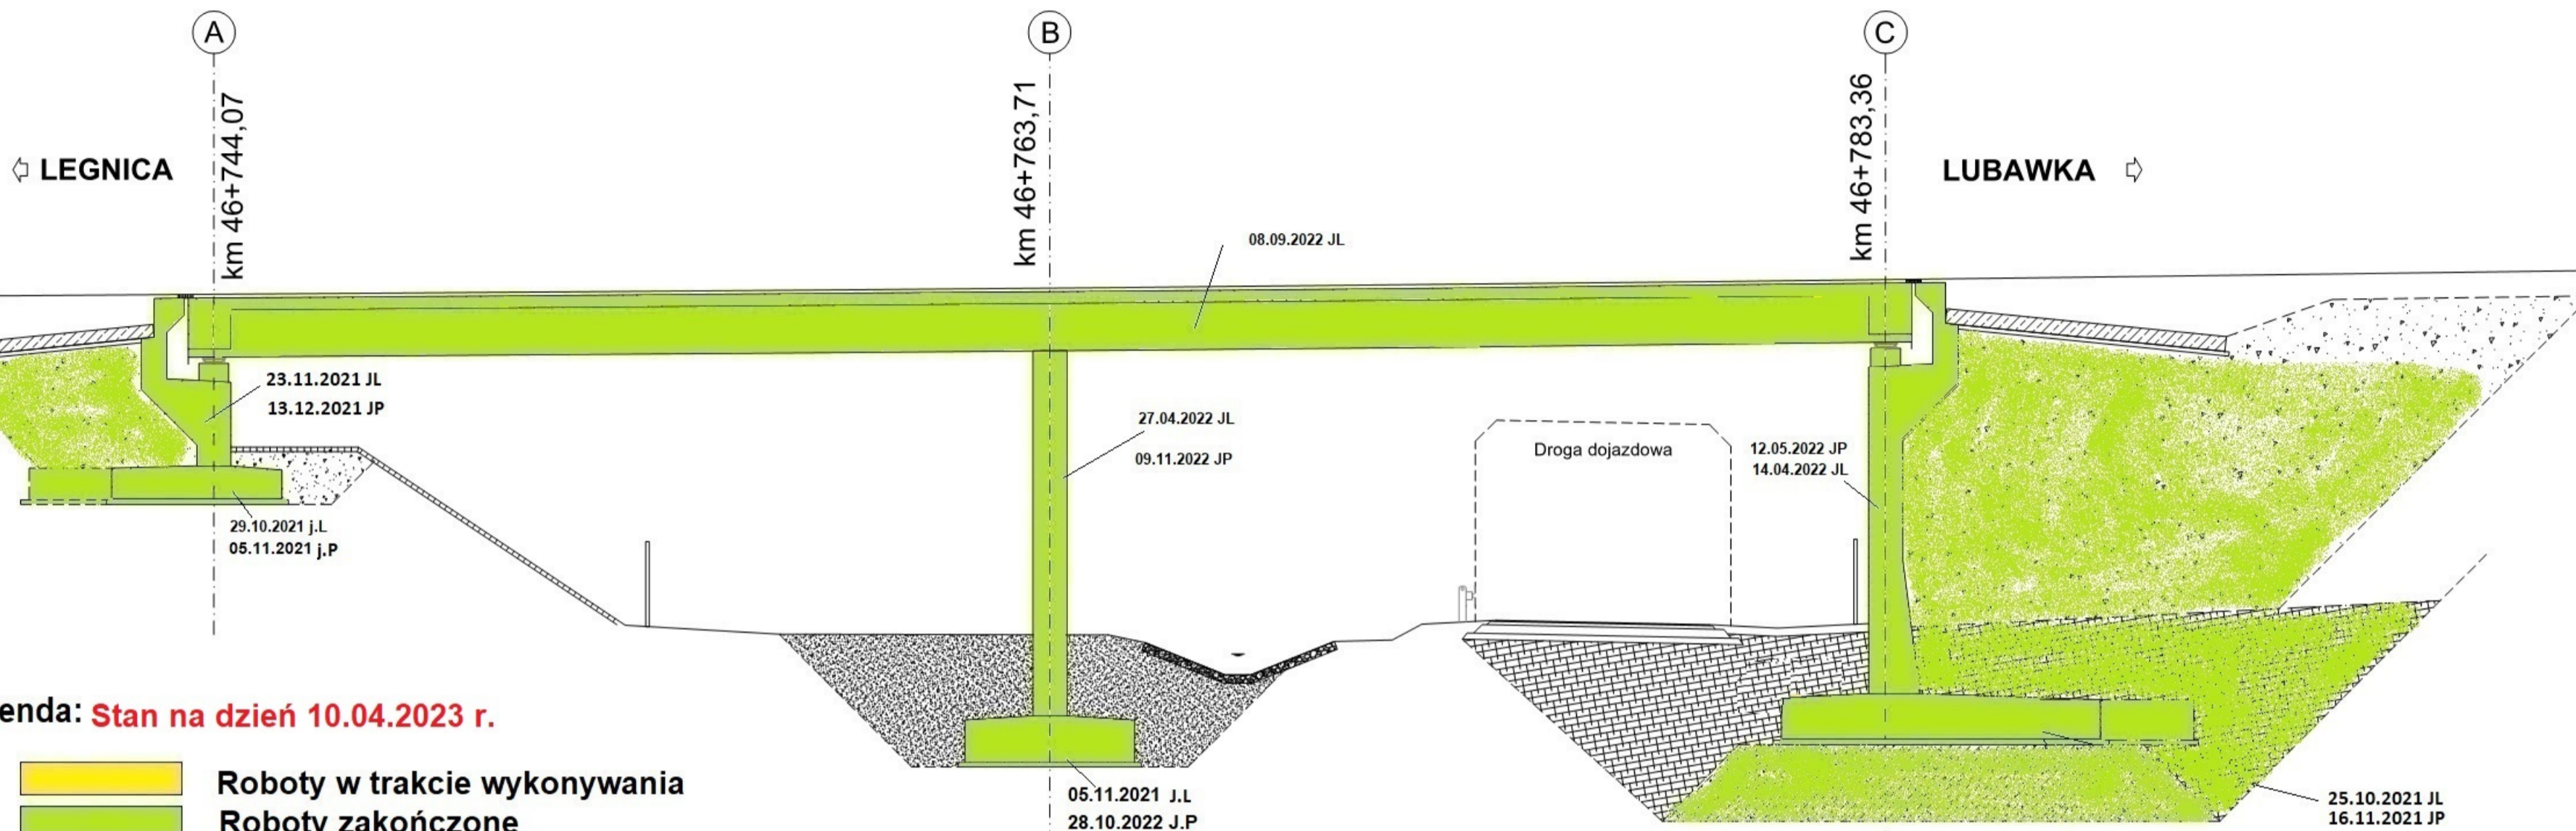 A
B
C
km 46+744,07
km 46+763,71
km 46+783,36
LEGNICA
LUBAWKA
08.09.2022 JL
23.11.2021 JL
13.12.2021 JP
27.04.2022 JL
09.11.2022 JP
Droga dojazdowa
12.05.2022 JP
14.04.2022 JL
29.10.2021 j.L
05.11.2021 j.P
enda: Stan na dzień 10.04.2023 r.
Roboty w trakcie wykonywania
Roboty zakończone
05.11.2021 J.L
28.10.2022 J.P
25.10.2021 JL
16.11.2021 JP